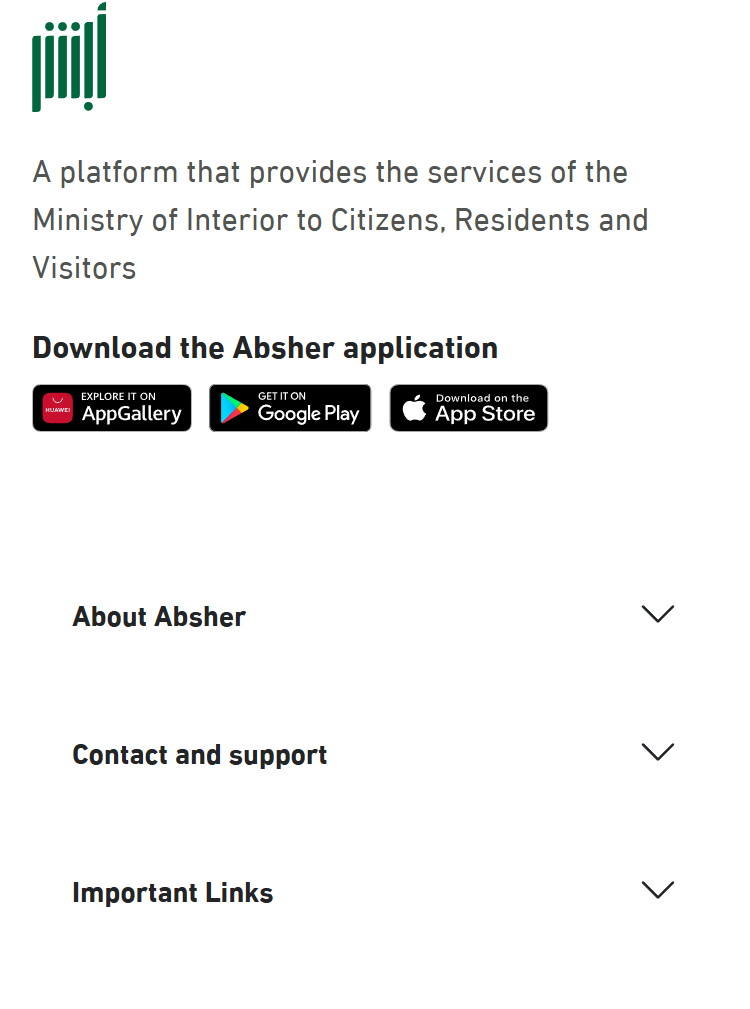 أبشر
A platform that provides the services of the
Ministry of Interior to Citizens, Residents and
Visitors
Download the Absher application
HUAWEI
EXPLORE IT ON
AppGallery
GET IT ON
Google Play
Download on the
App Store
About Absher
Contact and support
Important Links